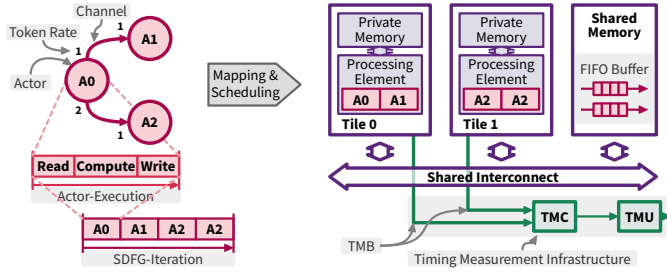 Channel
Token Rate
1
1
A1
Actor
A0
2
1
A2
Read Compute Write
Actor-Execution
A0 A1 A2 A2
SDFG-Iteration
Mapping &
Scheduling
Private
Memory
Processing
Element
A0 A1
Tile 0
Private
Memory
Processing
Element
A2 A2
Tile 1
Shared
Memory
FIFO Buffer
Shared Interconnect
TMB
TMC
TMU
Timing Measurement Infrastructure